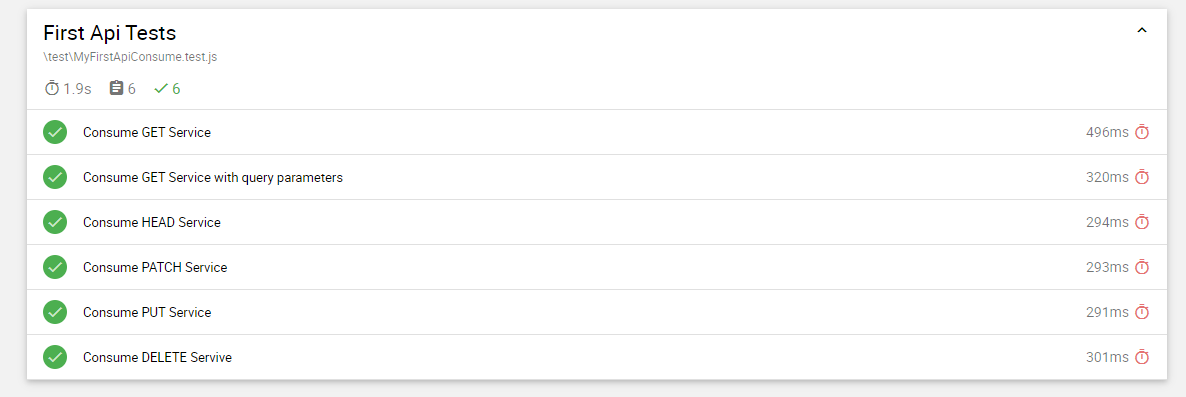 First Api Tests
\test\MyFirstApiConsume.test.js
1.9s 6 6
Consume GET Service 496ms
Consume GET Service with query parameters 320ms
Consume HEAD Service 294ms
Consume PATCH Service 293ms
Consume PUT Service 291ms
Consume DELETE Servive 301ms